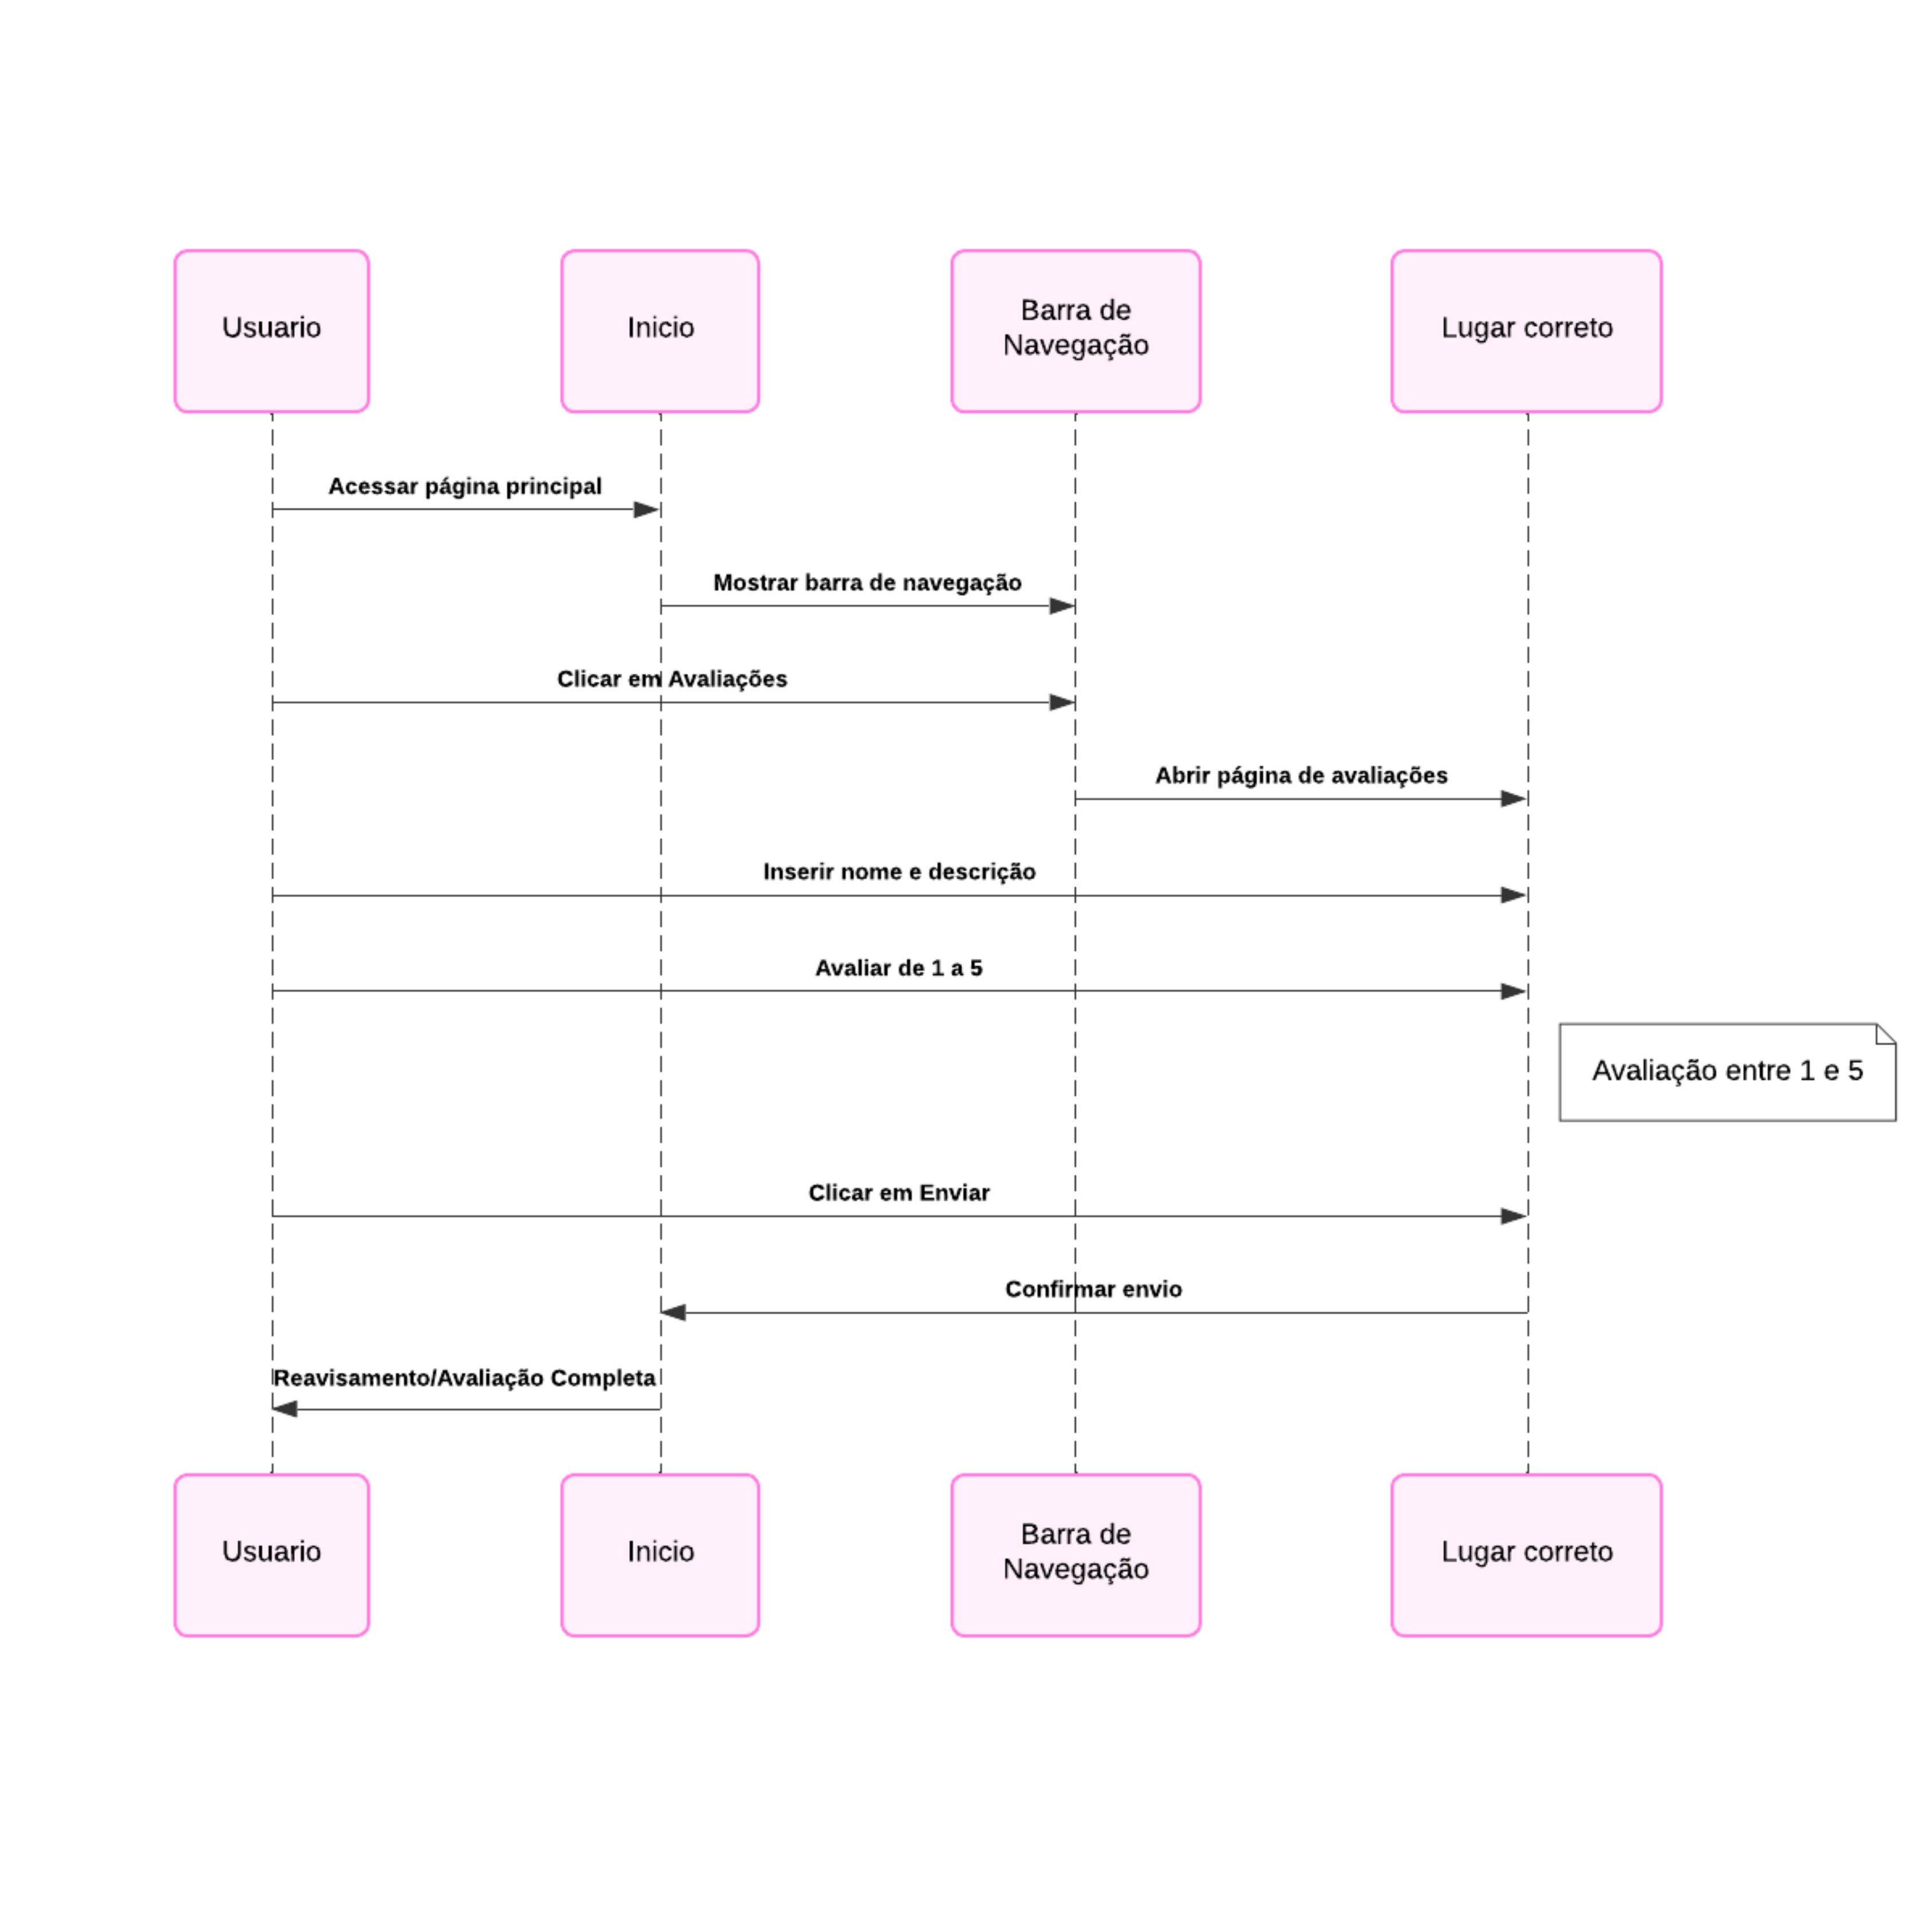 Usuario
Inicio
Barra de
Navegação
Lugar correto
Acessar página principal
Mostrar barra de navegação
Clicar em Avaliações
Abrir página de avaliações
Inserir nome e descrição
Avaliar de 1 a 5
Avaliação entre 1 e 5
Clicar em Enviar
Confirmar envio
Reavisamento/Avaliação Completa
Usuario
Inicio
Barra de
Navegação
Lugar correto